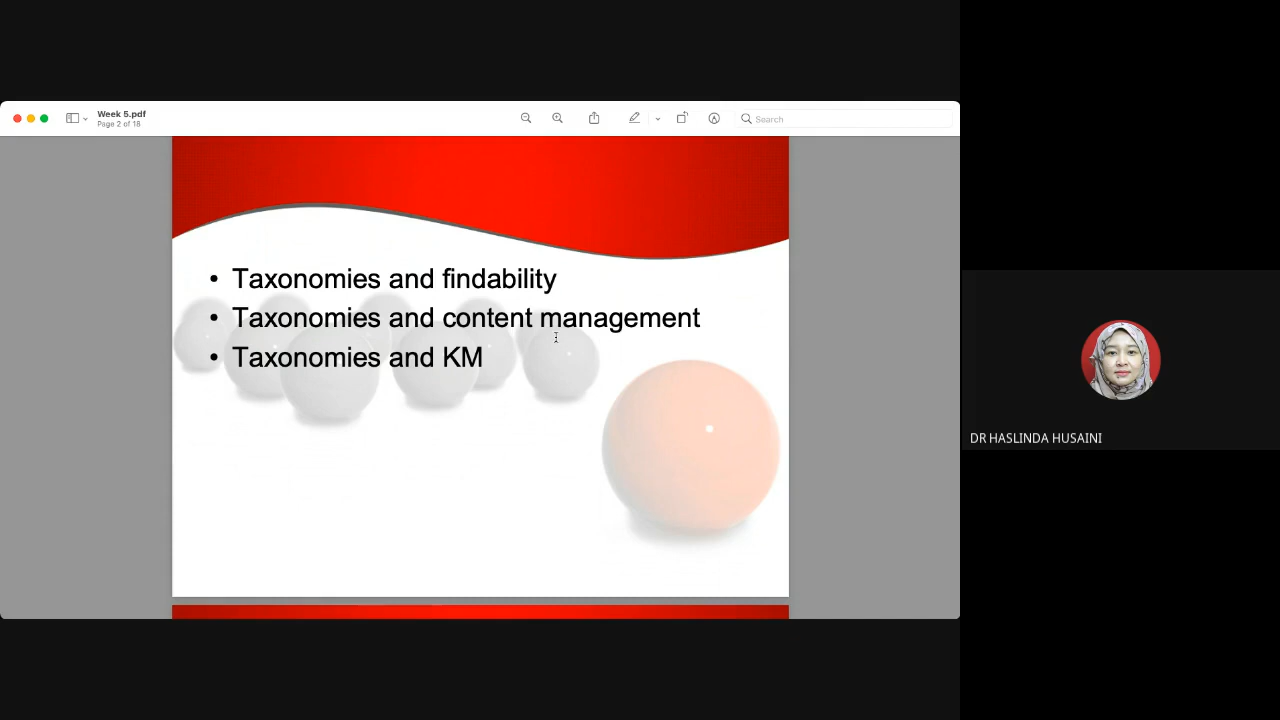 Week 5.pdf
Page 2 of 18
Search
• Taxonomies and findability
• Taxonomies and content management
• Taxonomies and KM
DR HASLINDA HUSAINI